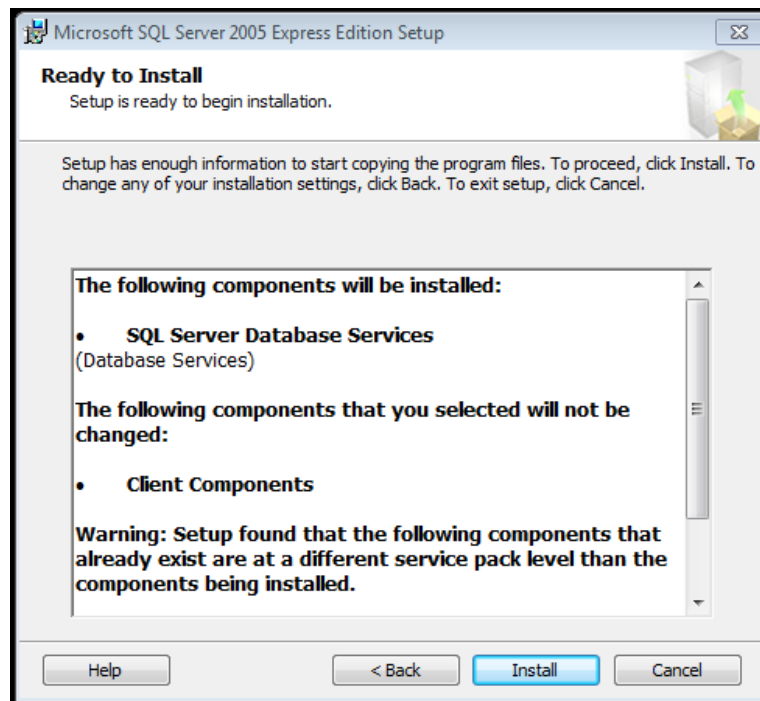 Microsoft SQL Server 2005 Express Edition Setup
Ready to Install
Setup is ready to begin installation.
Setup has enough information to start copying the program files. To proceed, click Install. To
change any of your installation settings, click Back. To exit setup, click Cancel.
The following components will be installed:
• SQL Server Database Services
(Database Services)
The following components that you selected will not be
changed:
• Client Components
Warning: Setup found that the following components that
already exist are at a different service pack level than the
components being installed.
Help
< Back
Install
Cancel